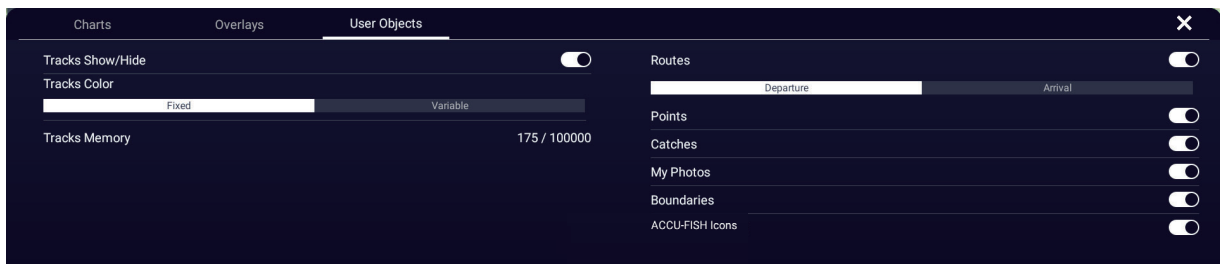 Charts Overlays User Objects
Tracks Show/Hide
Tracks Color
Fixed Variable
Tracks Memory 175 / 100000
Routes
Departure Arrival
Points
Catches
My Photos
Boundaries
ACCU-FISH Icons